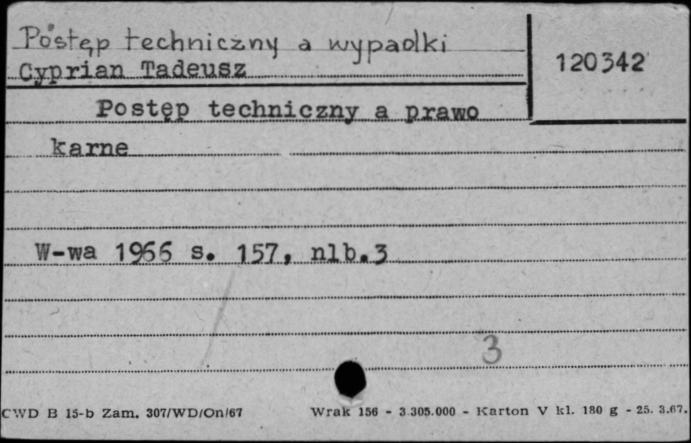 Postęp techniczny a wypadki
Cyprian Tadeusz
120342
Postęp techniczny a prawo
karne
W-wa 1966 s. 157, nlb.3
3
CWD B 15-b Zam. 307/WD/On/67 Wrak 156 - 3.305.000 - Karton V kl. 180 g - 25. 3.67.